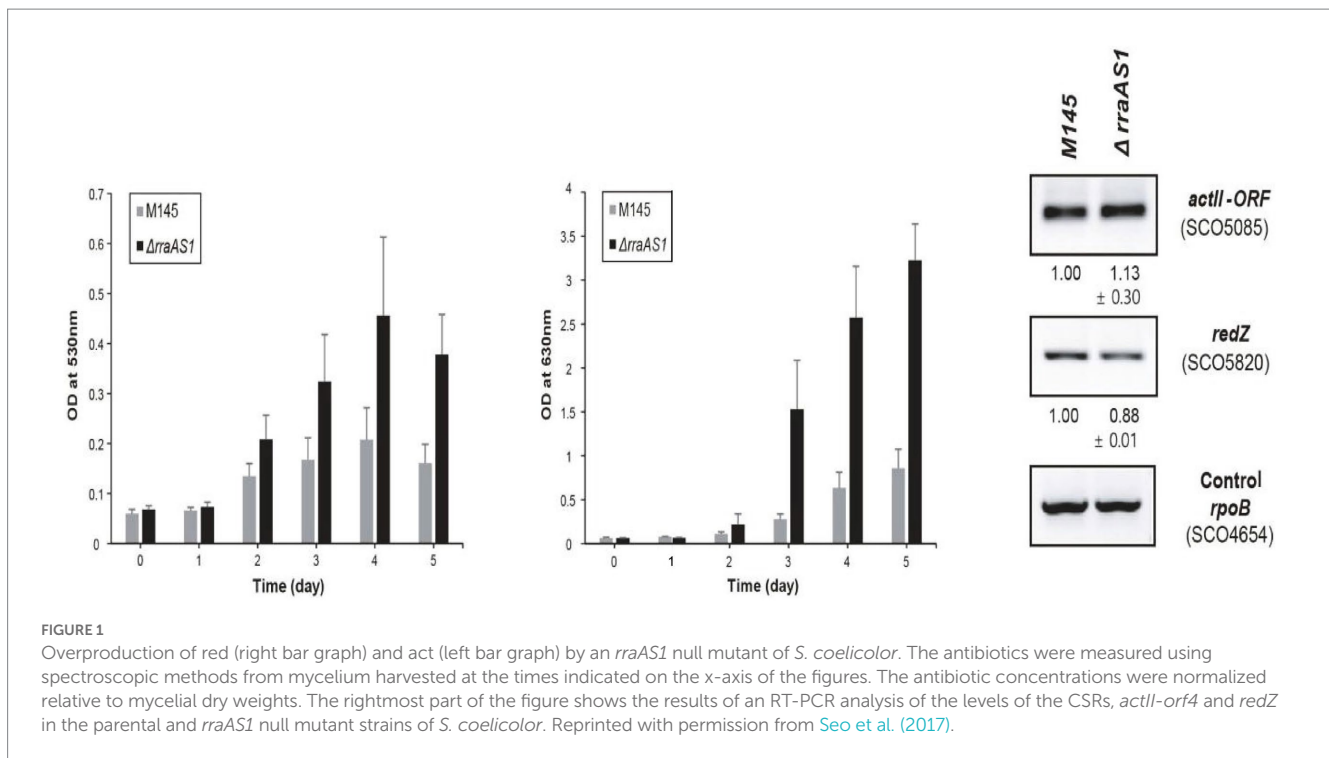 0.7
0.6
0.5
0.4
0.3
0.2
0.1
0
OD at 530nm
M145
ΔrraAS1
0 1 2 3 4 5
Time (day)
4
3.5
3
2.5
2
1.5
1
0.5
0
OD at 630nm
M145
ΔrraAS1
0 1 2 3 4 5
Time (day)
M145
Δ rraAS1
actII-ORF
(SCO5085)
1.00 1.13
± 0.30
redZ
(SCO5820)
1.00 0.88
± 0.01
Control
rpoB
(SCO4654)
FIGURE 1
Overproduction of red (right bar graph) and act (left bar graph) by an rraAS1 null mutant of S. coelicolor. The antibiotics were measured using
spectroscopic methods from mycelium harvested at the times indicated on the x-axis of the figures. The antibiotic concentrations were normalized
relative to mycelial dry weights. The rightmost part of the figure shows the results of an RT-PCR analysis of the levels of the CSRs, actII-orf4 and redZ
in the parental and rraAS1 null mutant strains of S. coelicolor. Reprinted with permission from Seo et al. (2017).